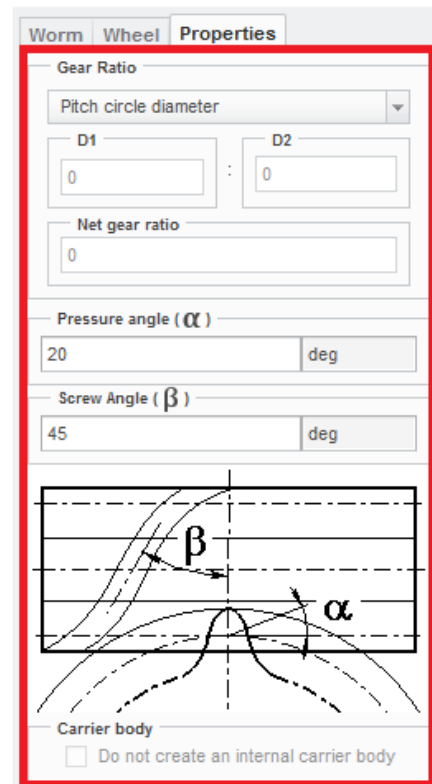 Worm Wheel Properties
Gear Ratio
Pitch circle diameter
D1 D2
0 : 0
Net gear ratio
0
Pressure angle ( α )
20 deg
Screw Angle ( β )
45 deg
β
α
Carrier body
Do not create an internal carrier body